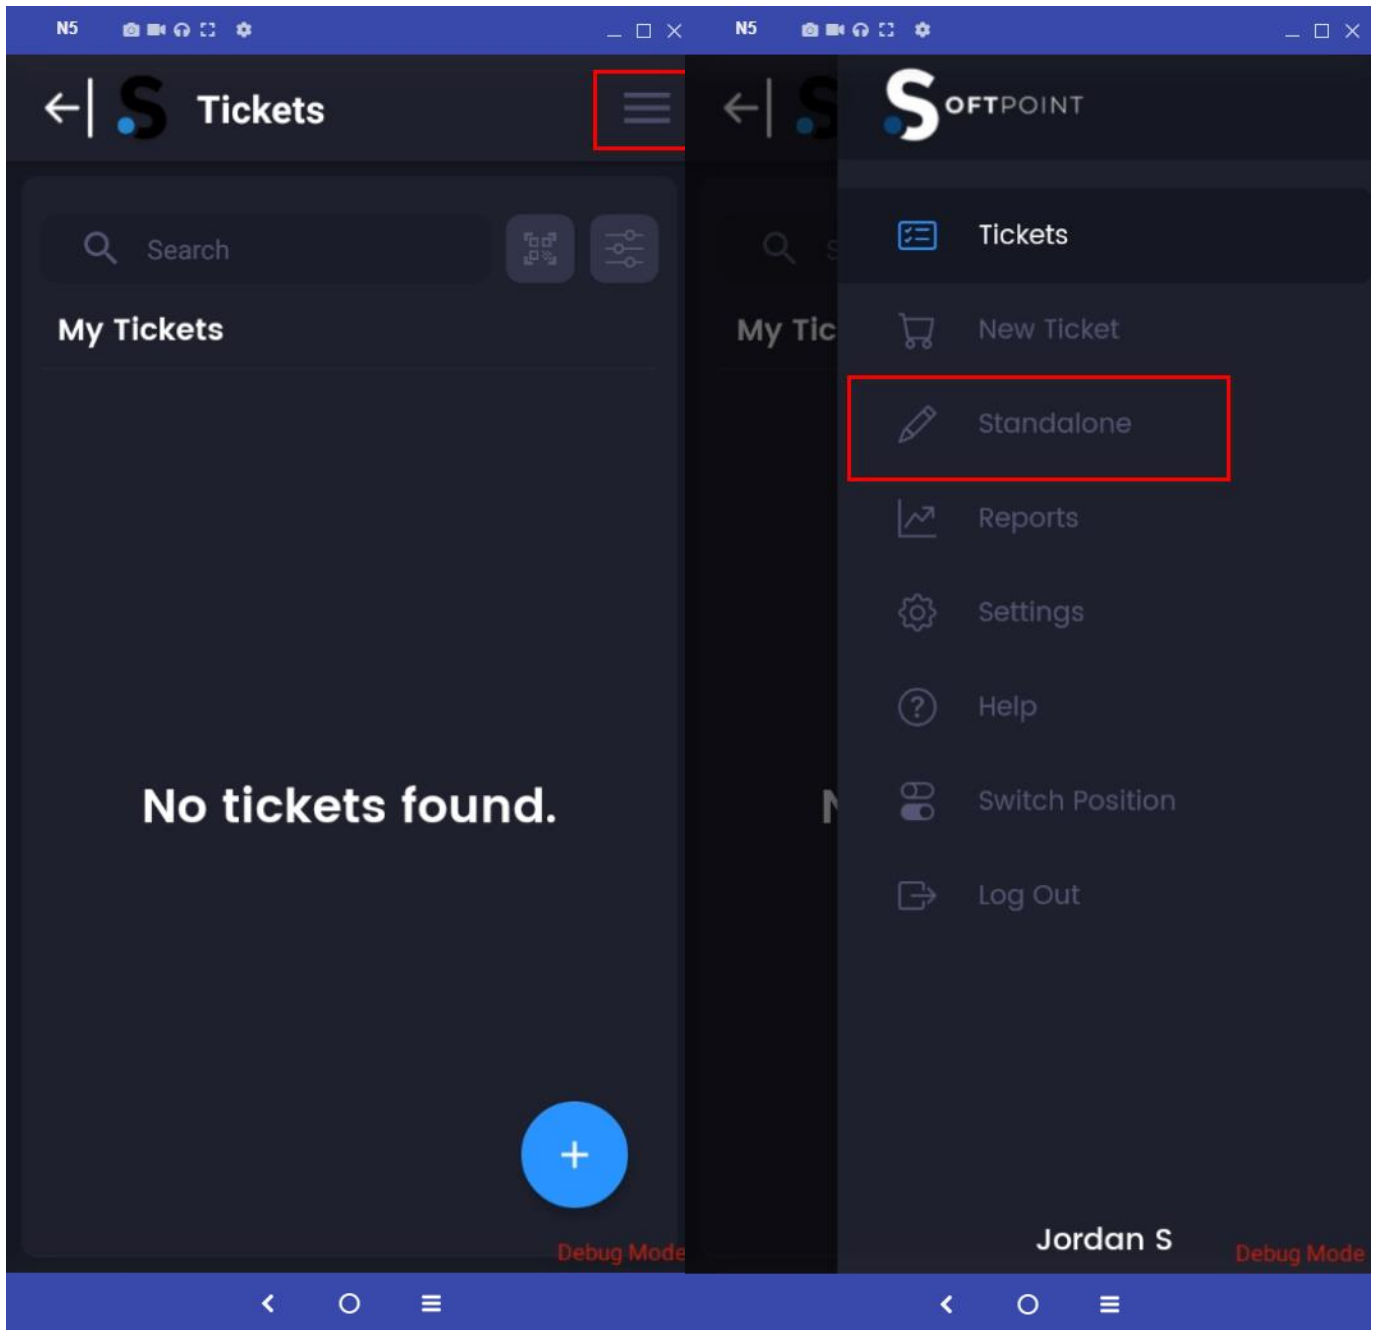 N5
Tickets
Search
My Tickets
No tickets found.
Debug Mode
N5
SOFTPOINT
S
My Tic
N
Tickets
New Ticket
Standalone
Reports
Settings
Help
Switch Position
Log Out
Jordan S
Debug Mode